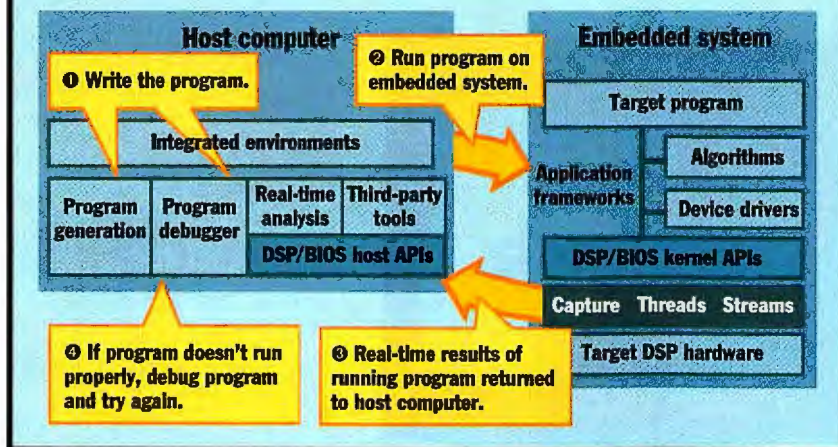 Host computer
❶ Write the program.
Integrated environments
Program
generation
Program
debugger
Real-time
analysis
Third-party
tools
DSP/BIOS host APIs
❷ Run program on
embedded system.
Embedded system
Target program
Application
frameworks
Algorithms
Device drivers
DSP/BIOS kernel APIs
Capture Threads Streams
Target DSP hardware
❸ Real-time results of
running program returned
to host computer.
❹ If program doesn't run
properly, debug program
and try again.